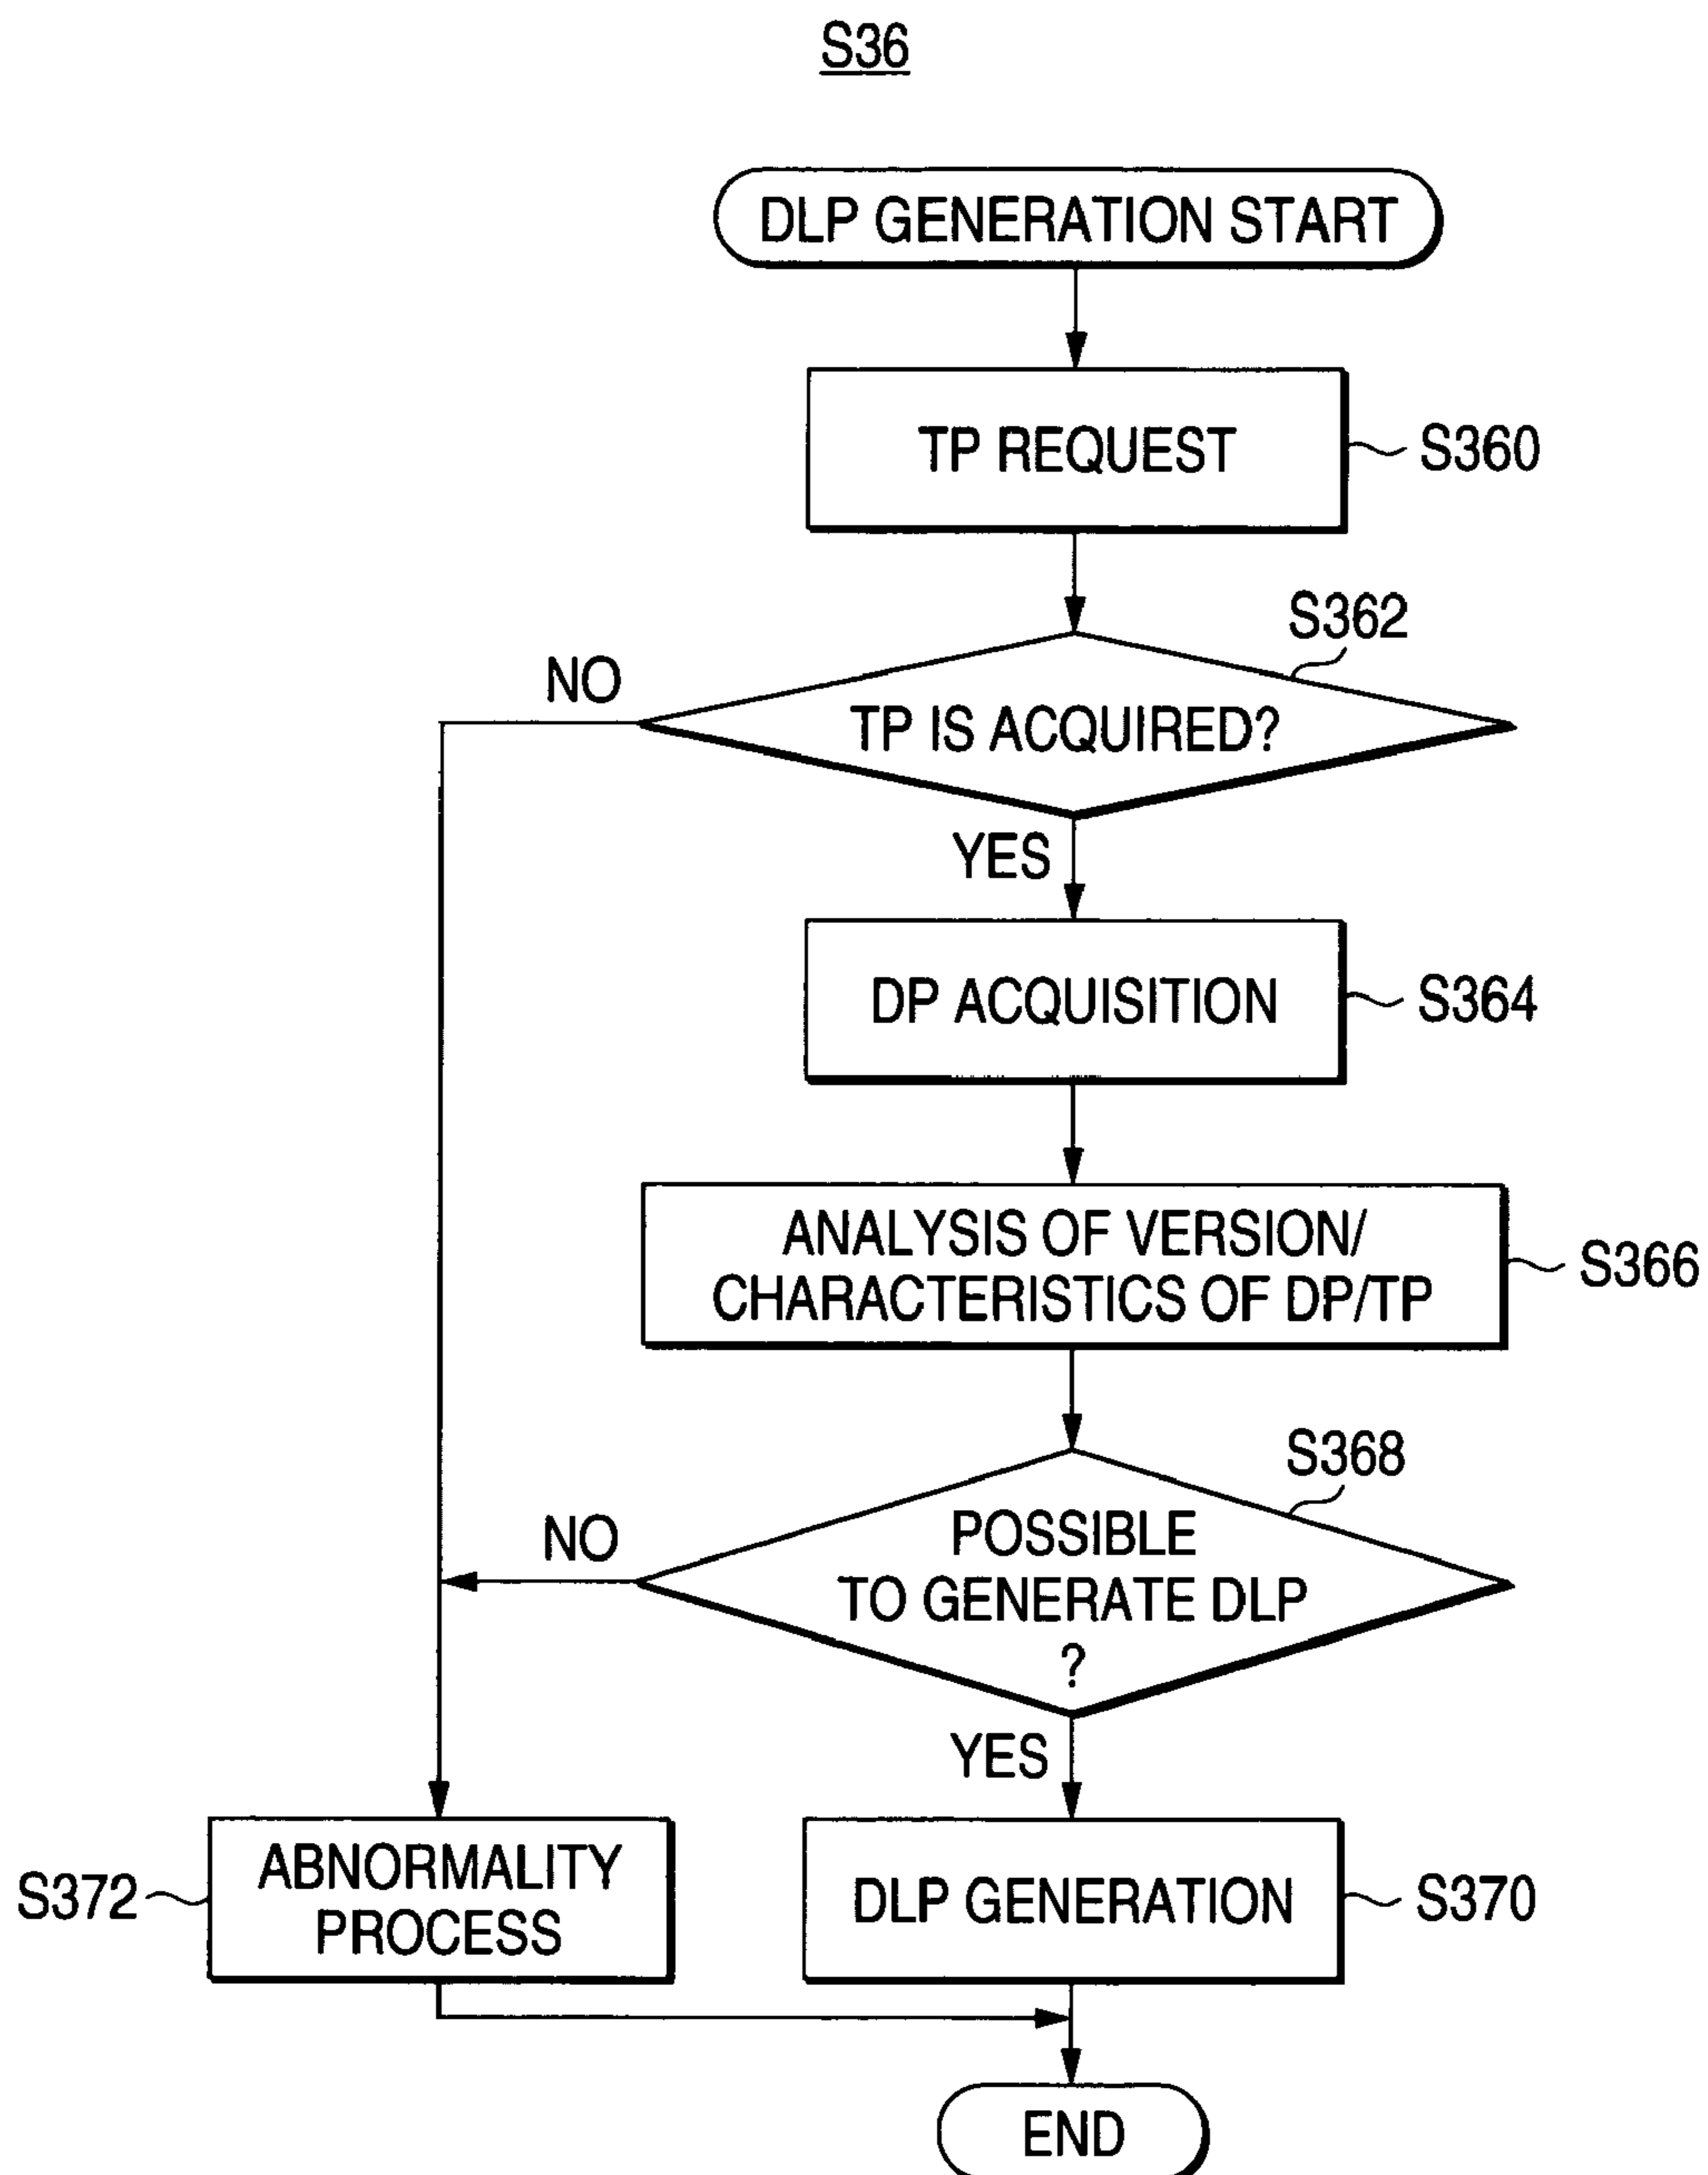 S36
DLP GENERATION START
TP REQUEST
S360
S362
NO
TP IS ACQUIRED?
YES
DP ACQUISITION
S364
ANALYSIS OF VERSION/
CHARACTERISTICS OF DP/TP
S366
S368
NO
POSSIBLE
TO GENERATE DLP
?
YES
S372
ABNORMALITY
PROCESS
DLP GENERATION
S370
END